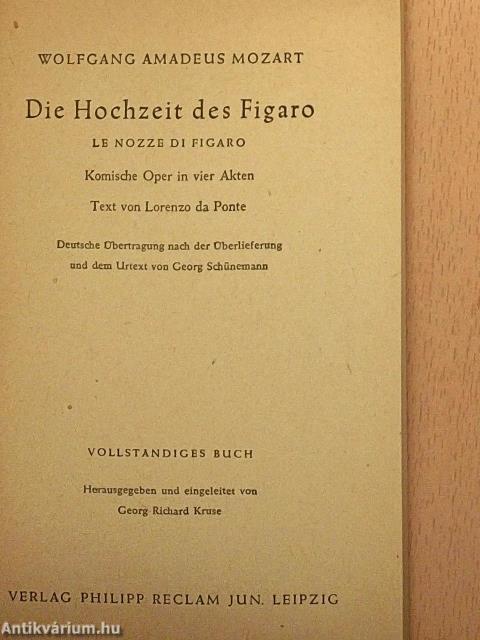 WOLFGANG AMADEUS MOZART
Die Hochzeit des Figaro
LE NOZZE DI FIGARO
Komische Oper in vier Akten
Text von Lorenzo da Ponte
Deutsche Übertragung nach der Überlieferung
und dem Urtext von Georg Schünemann
VOLLSTANDIGES BUCH
Herausgegeben und eingeleitet von
Georg Richard Kruse
VERLAG PHILIPP RECLAM JUN. LEIPZIG
Antikvárium.hu